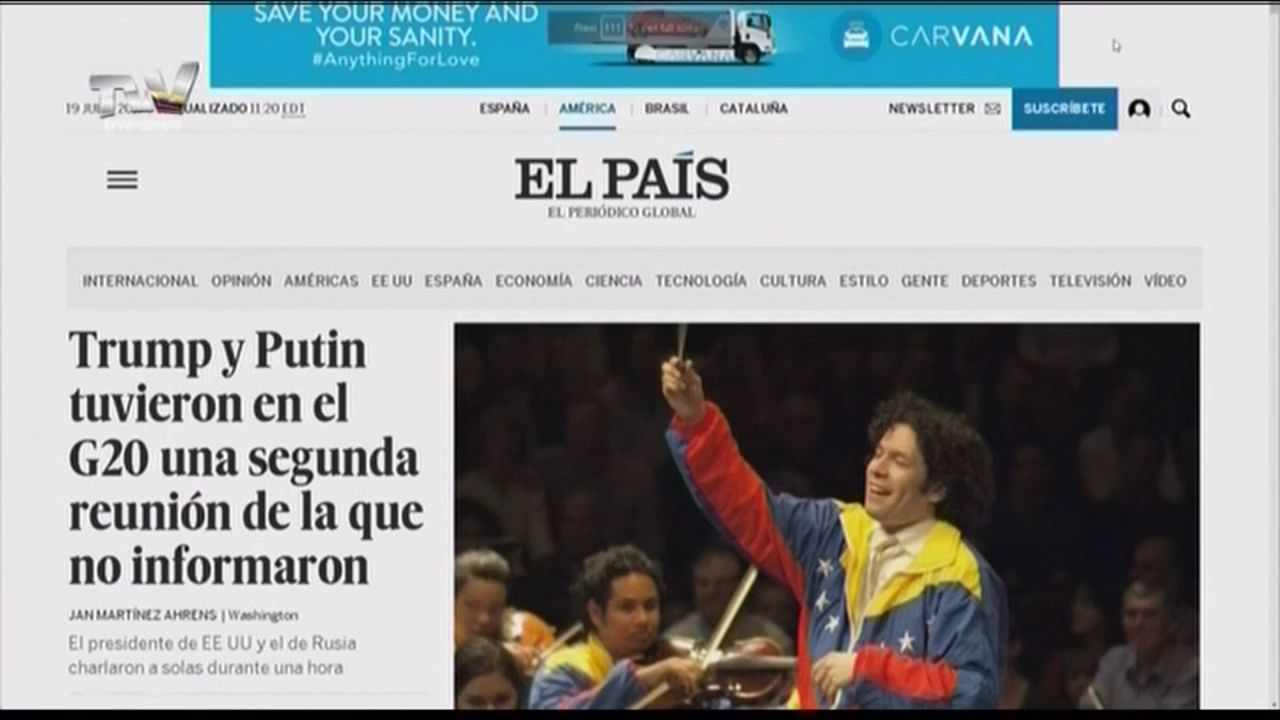 SAVE YOUR MONEY AND
YOUR SANITY.
#AnythingForLove
CARVANA
19
UALIZADO 11:20 EDT
ESPAÑA AMÉRICA BRASIL CATALUÑA
NEWSLETTER SUSCRÍBETE
EL PAÍS
EL PERIÓDICO GLOBAL
INTERNACIONAL OPINIÓN AMÉRICAS EE UU ESPAÑA ECONOMÍA CIENCIA TECNOLOGÍA CULTURA ESTILO GENTE DEPORTES TELEVISIÓN VÍDEO
Trump y Putin
tuvieron en el
G20 una segunda
reunión de la que
no informaron
JAN MARTÍNEZ AHRENS | Washington
El presidente de EE UU y el de Rusia
charlaron a solas durante una hora